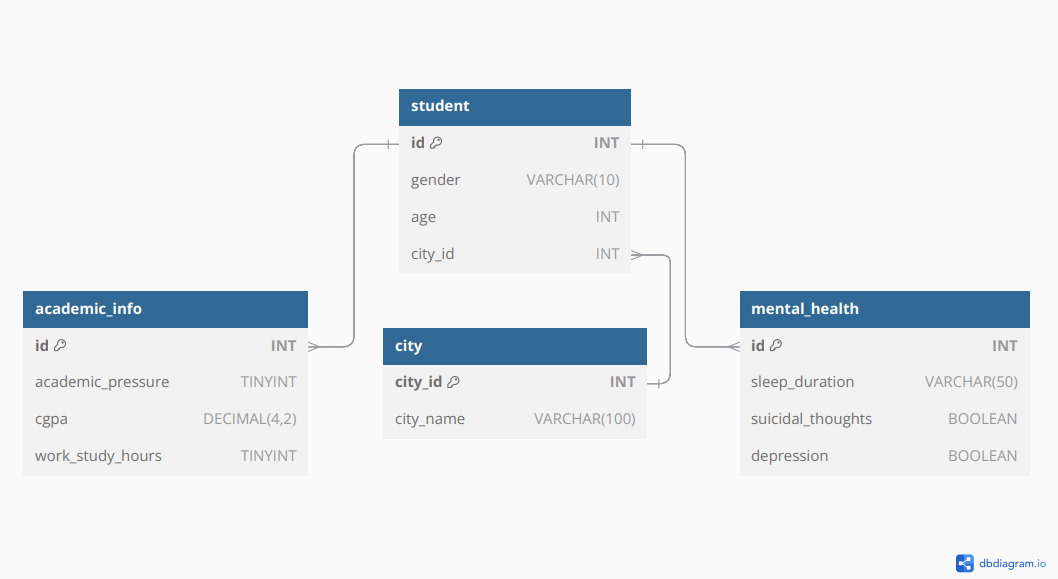 student
id INT
gender VARCHAR(10)
age INT
city_id INT
academic_info
id INT
academic_pressure TINYINT
cgpa DECIMAL(4,2)
work_study_hours TINYINT
city
city_id INT
city_name VARCHAR(100)
mental_health
id INT
sleep_duration VARCHAR(50)
suicidal_thoughts BOOLEAN
depression BOOLEAN
dbdiagram.io